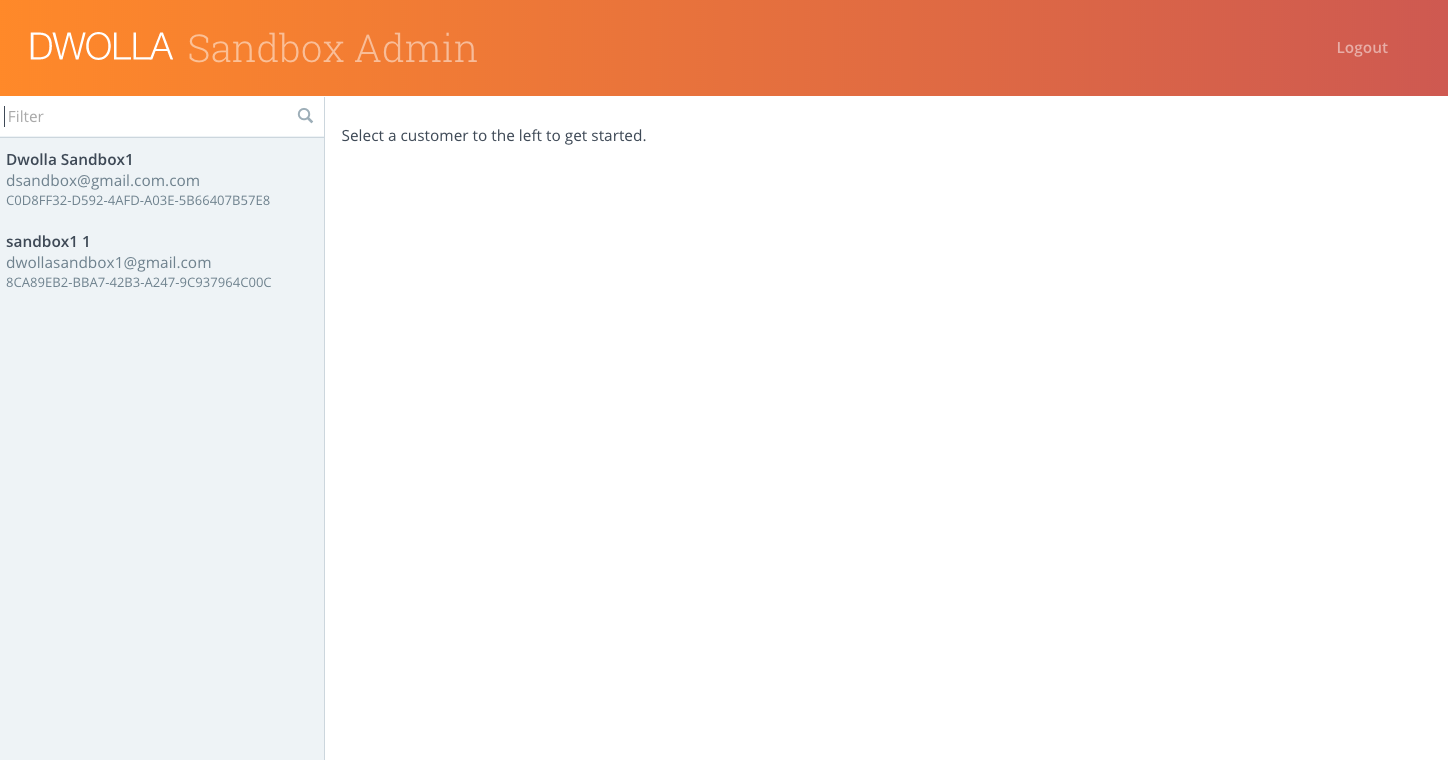 DWOLLA Sandbox Admin
Logout
Filter
Select a customer to the left to get started.
Dwolla Sandbox1
dsandbox@gmail.com.com
C0D8FF32-D592-4AFD-A03E-5B66407B57E8
sandbox1 1
dwollasandbox1@gmail.com
8CA89EB2-BBA7-42B3-A247-9C937964C00C